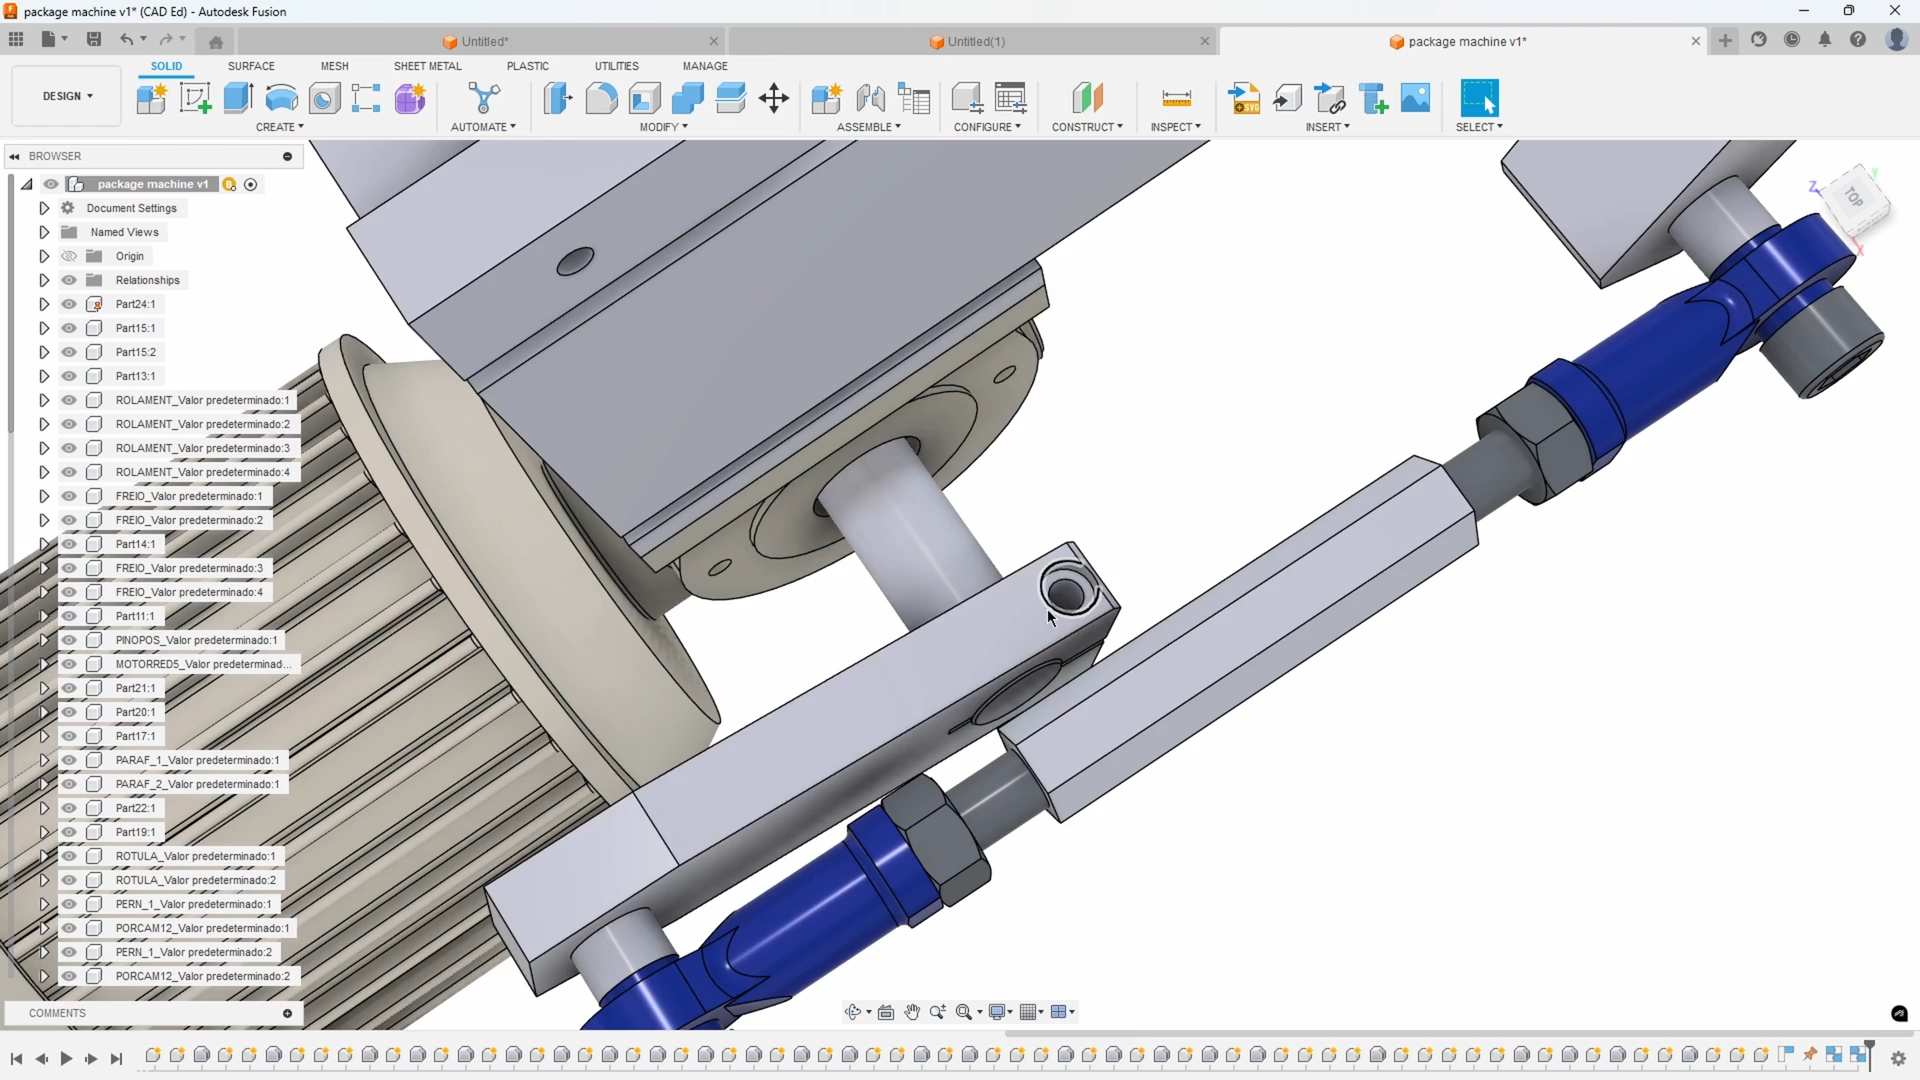 package machine v1* (CAD Ed) - Autodesk Fusion
Untitled*
Untitled(1)
package machine v1*
DESIGN
SOLID
SURFACE
MESH
SHEET METAL
PLASTIC
UTILITIES
MANAGE
CREATE
AUTOMATE
MODIFY
ASSEMBLE
CONFIGURE
CONSTRUCT
INSPECT
INSERT
SELECT
SVG
BROWSER
package machine v1
Document Settings
Named Views
Origin
Relationships
Part24:1
Part15:1
Part15:2
Part13:1
ROLAMENT_Valor predeterminado:1
ROLAMENT_Valor predeterminado:2
ROLAMENT_Valor predeterminado:3
ROLAMENT_Valor predeterminado:4
FREIO_Valor predeterminado:1
FREIO_Valor predeterminado:2
Part14:1
FREIO_Valor predeterminado:3
FREIO_Valor predeterminado:4
Part11:1
PINOPOS_Valor predeterminado:1
MOTORRED5_Valor predeterminad...
Part21:1
Part20:1
Part17:1
PARAF_1_Valor predeterminado:1
PARAF_2_Valor predeterminado:1
Part22:1
Part19:1
ROTULA_Valor predeterminado:1
ROTULA_Valor predeterminado:2
PERN_1_Valor predeterminado:1
PORCAM12_Valor predeterminado:1
PERN_1_Valor predeterminado:2
PORCAM12_Valor predeterminado:2
COMMENTS
Z
Y
TOP
X